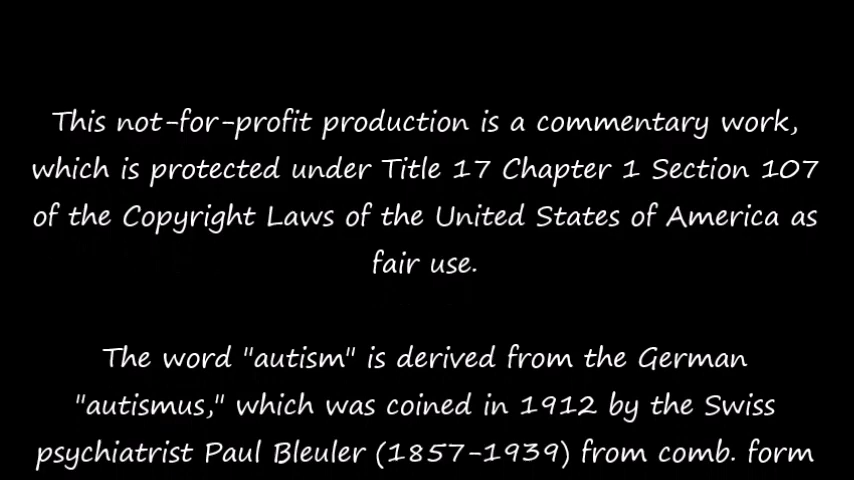 This not-for-profit production is a commentary work,
which is protected under Title 17 Chapter 1 Section 107
of the Copyright Laws of the United States of America as
fair use.
The word "autism" is derived from the German
"autismus," which was coined in 1912 by the Swiss
psychiatrist Paul Bleuler (1857-1939) from comb. form